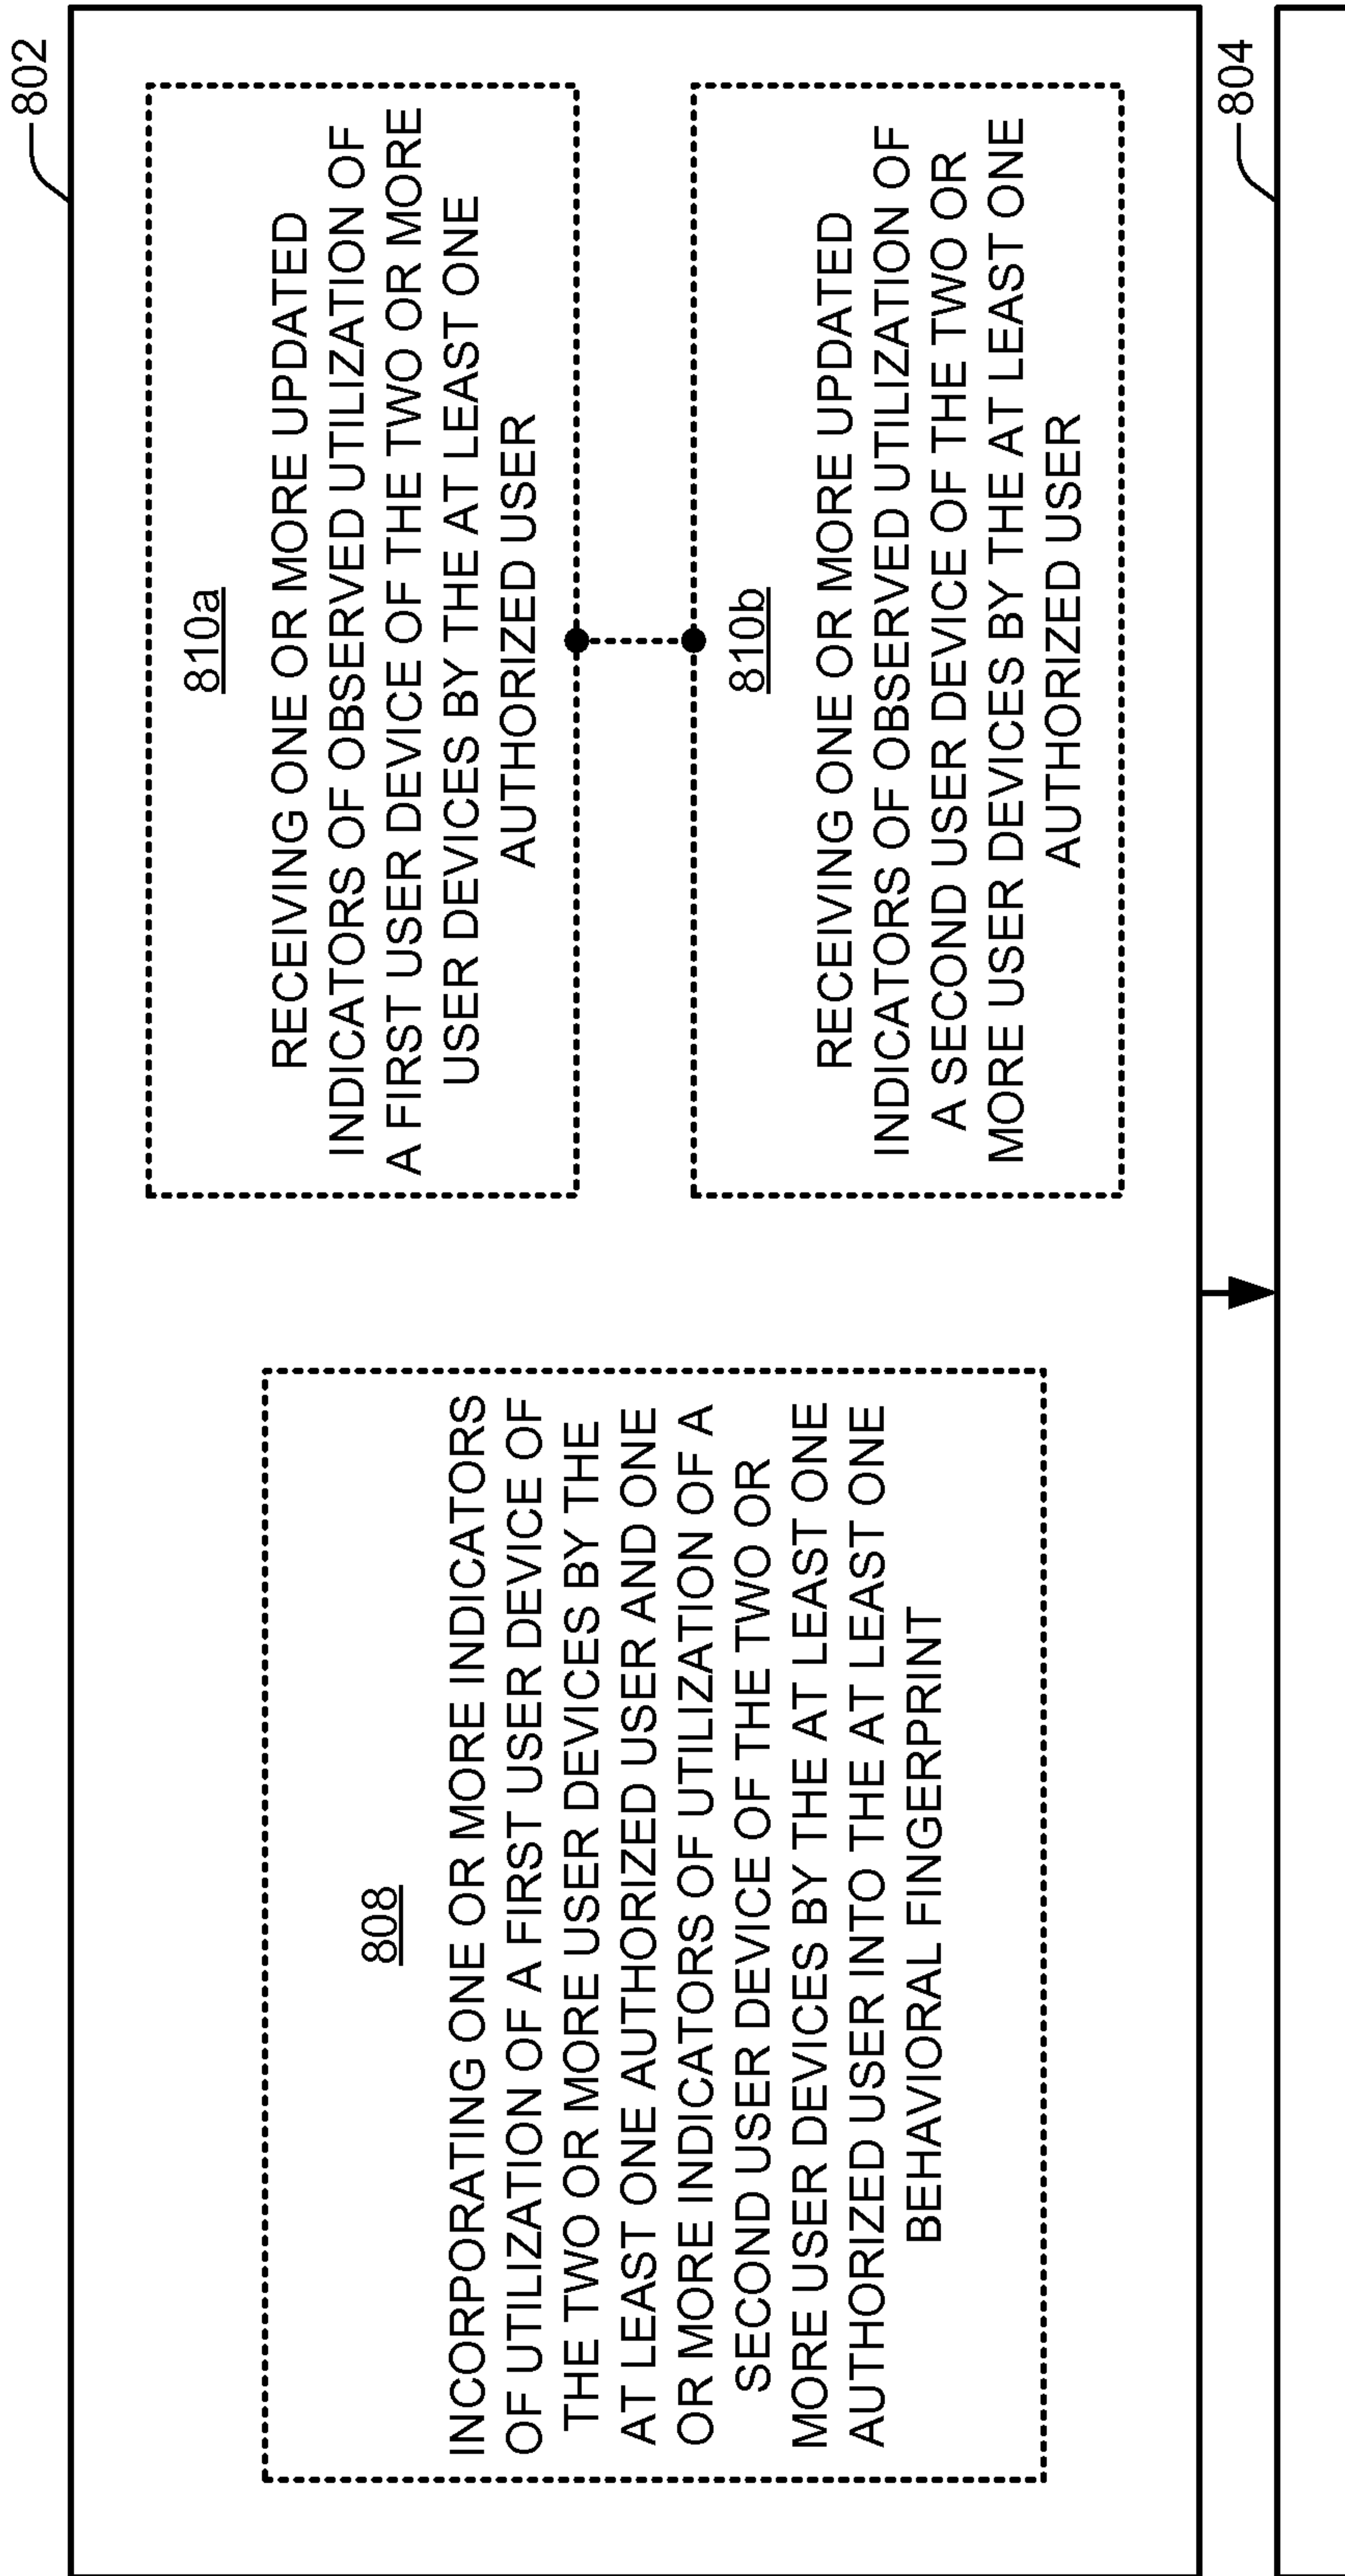 802
808
INCORPORATING ONE OR MORE INDICATORS
OF UTILIZATION OF A FIRST USER DEVICE OF
THE TWO OR MORE USER DEVICES BY THE
AT LEAST ONE AUTHORIZED USER AND ONE
OR MORE INDICATORS OF UTILIZATION OF A
SECOND USER DEVICE OF THE TWO OR
MORE USER DEVICES BY THE AT LEAST ONE
AUTHORIZED USER INTO THE AT LEAST ONE
BEHAVIORAL FINGERPRINT
810a
RECEIVING ONE OR MORE UPDATED
INDICATORS OF OBSERVED UTILIZATION OF
A FIRST USER DEVICE OF THE TWO OR MORE
USER DEVICES BY THE AT LEAST ONE
AUTHORIZED USER
810b
RECEIVING ONE OR MORE UPDATED
INDICATORS OF OBSERVED UTILIZATION OF
A SECOND USER DEVICE OF THE TWO OR
MORE USER DEVICES BY THE AT LEAST ONE
AUTHORIZED USER
804